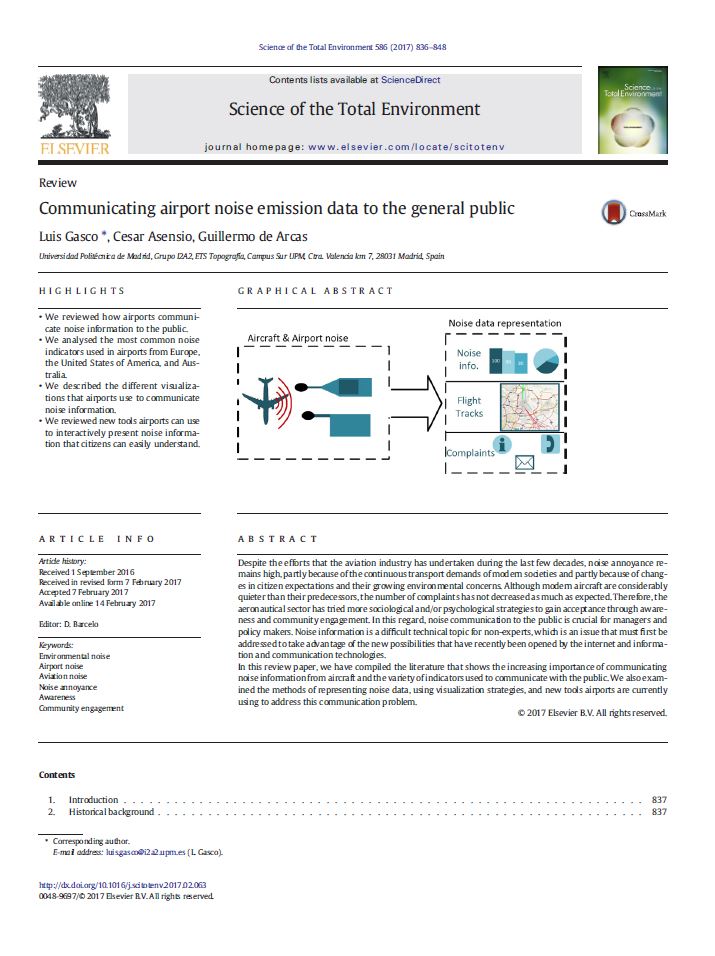 Science of the Total Environment 586 (2017) 836–848
Contents lists available at ScienceDirect
Science of the Total Environment
journal homepage: www.elsevier.com/locate/scitotenv
ELSEVIER
Science of the
Total Environment
Review
Communicating airport noise emission data to the general public
CrossMark
Luis Gasco *, Cesar Asensio, Guillermo de Arcas
Universidad Politécnica de Madrid, Grupo I2A2, ETS Topografía, Campus Sur UPM, Ctra. Valencia km 7, 28031 Madrid, Spain
HIGHLIGHTS
• We reviewed how airports communi-
cate noise information to the public.
• We analysed the most common noise
indicators used in airports from Europe,
the United States of America, and Aus-
tralia.
• We described the different visualiza-
tions that airports use to communicate
noise information.
• We reviewed new tools airports can use
to interactively present noise informa-
tion that citizens can easily understand.
GRAPHICAL ABSTRACT
Aircraft & Airport noise
Noise data representation
Noise
info.
100
Flight
Tracks
Complaints
ARTICLE INFO
Article history:
Received 1 September 2016
Received in revised form 7 February 2017
Accepted 7 February 2017
Available online 14 February 2017
Editor: D. Barcelo
Keywords:
Environmental noise
Airport noise
Aviation noise
Noise annoyance
Awareness
Community engagement
ABSTRACT
Despite the efforts that the aviation industry has undertaken during the last few decades, noise annoyance re-
mains high, partly because of the continuous transport demands of modern societies and partly because of chang-
es in citizen expectations and their growing environmental concerns. Although modern aircraft are considerably
quieter than their predecessors, the number of complaints has not decreased as much as expected. Therefore, the
aeronautical sector has tried more sociological and/or psychological strategies to gain acceptance through aware-
ness and community engagement. In this regard, noise communication to the public is crucial for managers and
policy makers. Noise information is a difficult technical topic for non-experts, which is an issue that must first be
addressed to take advantage of the new possibilities that have recently been opened by the internet and informa-
tion and communication technologies.
In this review paper, we have compiled the literature that shows the increasing importance of communicating
noise information from aircraft and the variety of indicators used to communicate with the public. We also exam-
ined the methods of representing noise data, using visualization strategies, and new tools airports are currently
using to address this communication problem.
© 2017 Elsevier B.V. All rights reserved.
Contents
1. Introduction . . . . . . . . . . . . . . . . . . . . . . . . . . . . . . . . . . . . . . . . 837
2. Historical background . . . . . . . . . . . . . . . . . . . . . . . . . . . . . . . . . . . . 837
* Corresponding author.
E-mail address: luis.gasco@i2a2.upm.es (L. Gasco).
http://dx.doi.org/10.1016/j.scitotenv.2017.02.063
0048-9697/© 2017 Elsevier B.V. All rights reserved.